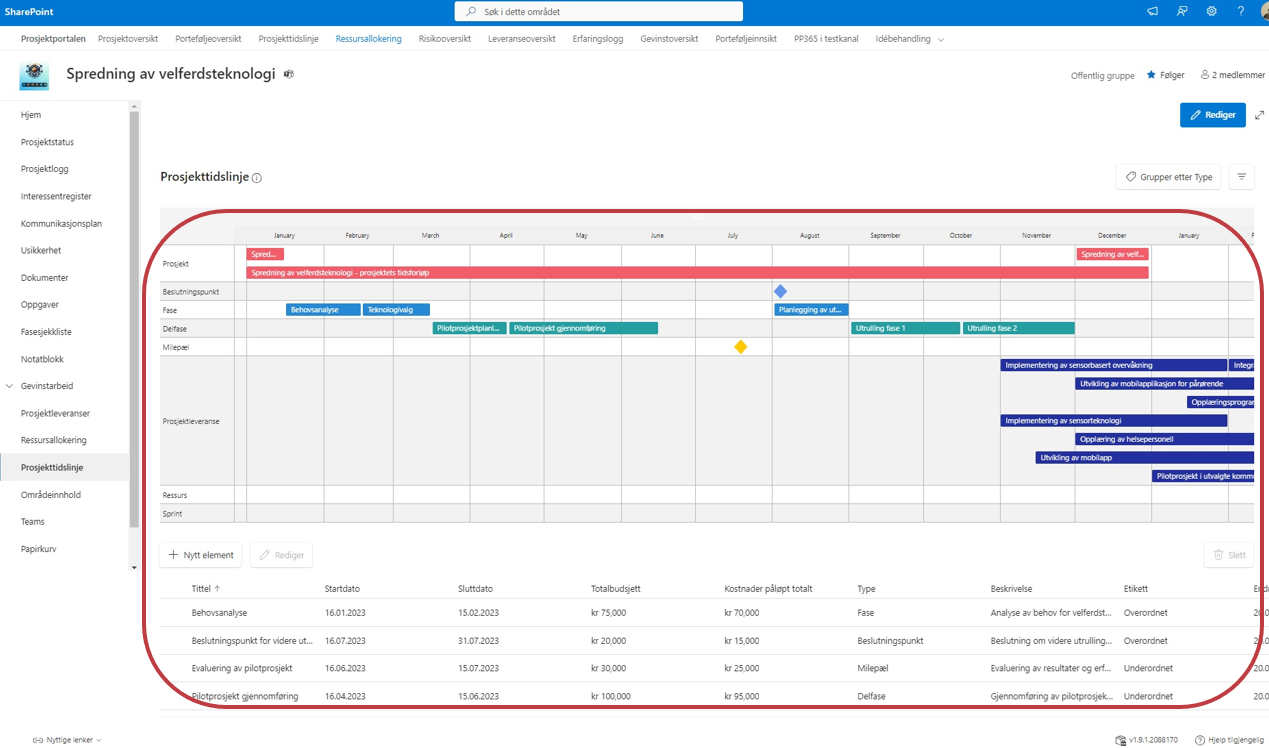 SharePoint
Søk i dette området
?
Prosjektportalen Prosjektoversikt Porteføljeoversikt Prosjekttidslinje Ressursallokering Risikooversikt Leveranseoversikt Erfaringslogg Gevinstoversikt Porteføljeinnsikt PP365 i testkanal Idébehandling
Spredning av velferdsteknologi
Offentlig gruppe Følger 2 medlemmer
Hjem
Prosjektstatus
Prosjektlogg
Interessentregister
Kommunikasjonsplan
Usikkerhet
Dokumenter
Oppgaver
Fasesjekkliste
Notatblokk
Gevinstarbeid
Prosjektleveranser
Ressursallokering
Prosjekttidslinje
Områdeinnhold
Teams
Papirkurv
Rediger
Prosjekttidslinje
Grupper etter Type
January February March April May June July August September October November December January F
Prosjekt
Spred... Spredning av velf...
Spredning av velferdsteknologi - prosjektets tidsforløp
Beslutningspunkt
Fase Behovsanalyse Teknologivalg Planlegging av ut...
Delfase Pilotprosjektplanl... Pilotprosjekt gjennomføring Utrulling fase 1 Utrulling fase 2
Milepæl
Prosjektleveranse
Implementering av sensorbasert overvåkning Integr
Utvikling av mobilapplikasjon for pårørende
Opplæringsprogram
Implementering av sensorteknologi
Opplæring av helsepersonell
Utvikling av mobilapp
Pilotprosjekt i utvalgte kommu
Ressurs
Sprint
Nytt element Rediger Slett
Tittel Startdato Sluttdato Totalbudsjett Kostnader påløpt totalt Type Beskrivelse Etikett End
Behovsanalyse 16.01.2023 15.02.2023 kr 75,000 kr 70,000 Fase Analyse av behov for velferdst... Overordnet 20.0
Beslutningspunkt for videre ut... 16.07.2023 31.07.2023 kr 20,000 kr 15,000 Beslutningspunkt Beslutning om videre utrulling... Overordnet 20.0
Evaluering av pilotprosjekt 16.06.2023 15.07.2023 kr 30,000 kr 25,000 Milepæl Evaluering av resultater og erf... Underordnet 20.0
Pilotprosjekt gjennomføring 16.04.2023 15.06.2023 kr 100,000 kr 95,000 Delfase Gjennomføring av pilotprosjek... Underordnet 20.0
Nyttige lenker
v1.9.1.2088170 Hjelp tilgjengelig